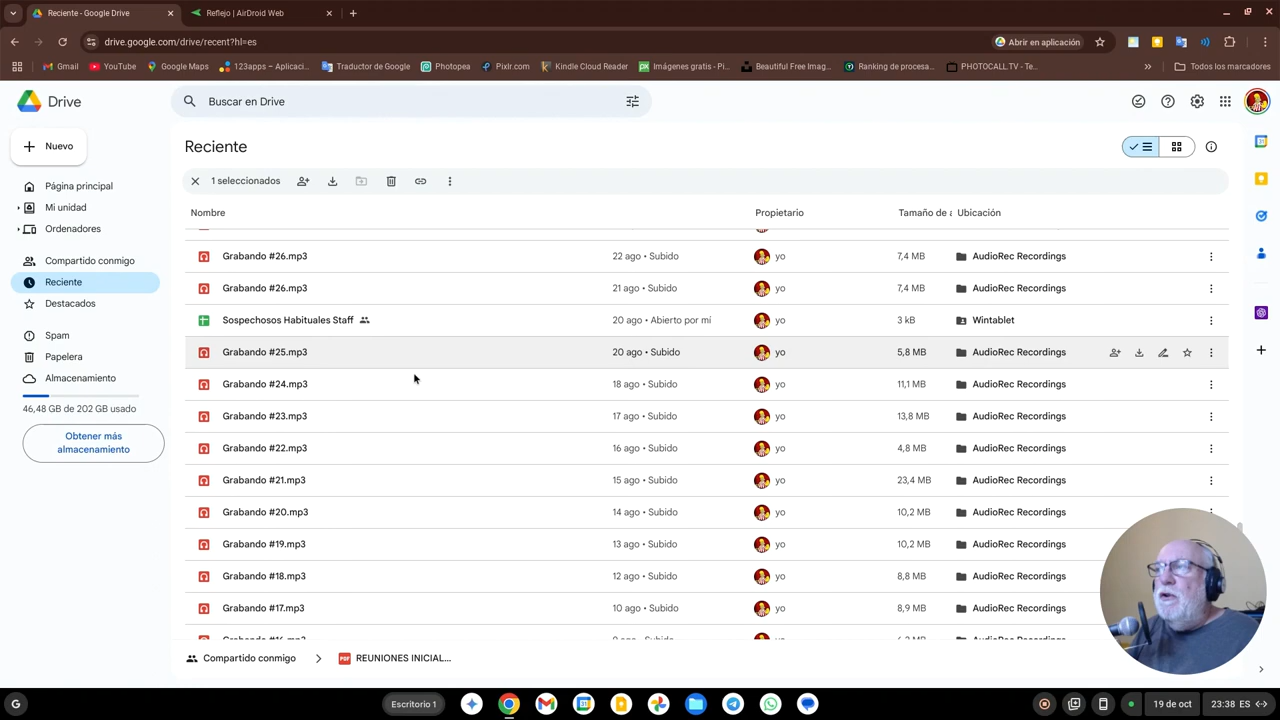 Reciente - Google Drive
Reflejo | AirDroid Web
drive.google.com/drive/recent?hl=es
Abrir en aplicación
Gmail
YouTube
Google Maps
123apps – Aplicaci...
Traductor de Google
Photopea
Pixlr.com
Kindle Cloud Reader
Imágenes gratis - Pi...
Beautiful Free Imag...
Ranking de procesa...
PHOTOCALL.TV - Te...
Todos los marcadores
Drive
Buscar en Drive
Nuevo
Reciente
1 seleccionados
Página principal
Mi unidad
Ordenadores
Compartido conmigo
Reciente
Destacados
Spam
Papelera
Almacenamiento
46,48 GB de 202 GB usado
Obtener más
almacenamiento
Nombre Propietario Tamaño de a Ubicación
Grabando #26.mp3 22 ago • Subido yo 7,4 MB AudioRec Recordings
Grabando #26.mp3 21 ago • Subido yo 7,4 MB AudioRec Recordings
Sospechosos Habituales Staff 20 ago • Abierto por mí yo 3 kB Wintablet
Grabando #25.mp3 20 ago • Subido yo 5,8 MB AudioRec Recordings
Grabando #24.mp3 18 ago • Subido yo 11,1 MB AudioRec Recordings
Grabando #23.mp3 17 ago • Subido yo 13,8 MB AudioRec Recordings
Grabando #22.mp3 16 ago • Subido yo 4,8 MB AudioRec Recordings
Grabando #21.mp3 15 ago • Subido yo 23,4 MB AudioRec Recordings
Grabando #20.mp3 14 ago • Subido yo 10,2 MB AudioRec Recordings
Grabando #19.mp3 13 ago • Subido yo 10,2 MB AudioRec Recordings
Grabando #18.mp3 12 ago • Subido yo 8,8 MB AudioRec Recordings
Grabando #17.mp3 10 ago • Subido yo 8,9 MB AudioRec Recordings
Compartido conmigo
REUNIONES INICIAL...
Escritorio 1
19 de oct
23:38 ES